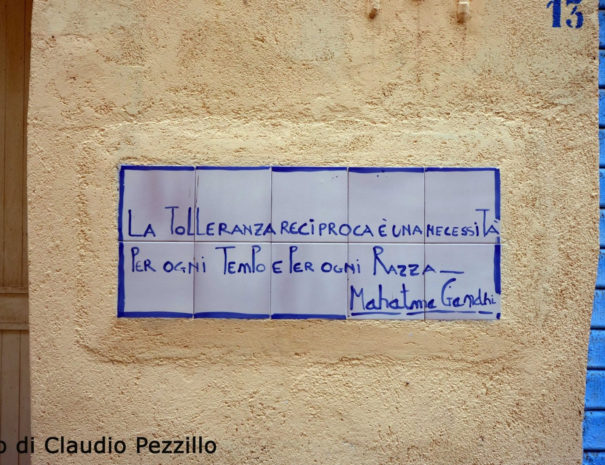 13
LA TOLLERANZA RECIPROCA È UNA NECESSITÀ
PER OGNI TEMPO E PER OGNI RAZZA_
Mahatma Gandhi
di Claudio Pezzillo